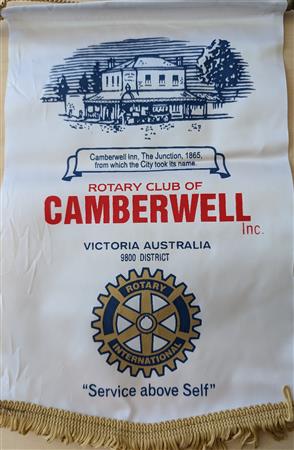 Camberwell Inn, The Junction, 1865,
from which the City took its name.
ROTARY CLUB OF
CAMBERWELL
Inc.
VICTORIA AUSTRALIA
9800 DISTRICT
ROTARY
INTERNATIONAL
"Service above Self"